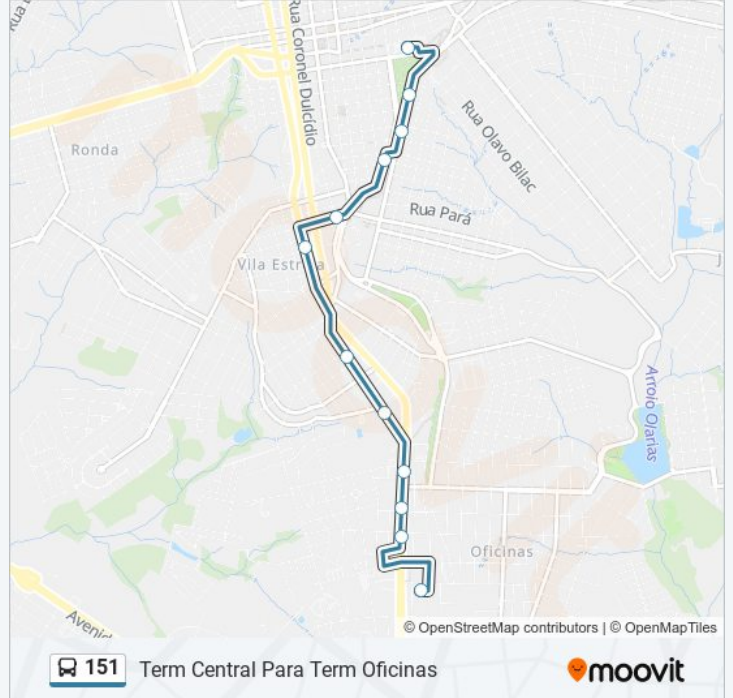 Rua Coronel Dulcídio
Rua Olavo Bilac
Ronda
Rua Pará
Vila Estrela
Arroio Olarias
Oficinas
© OpenStreetMap contributors | © OpenMapTiles
151 Term Central Para Term Oficinas
moovit